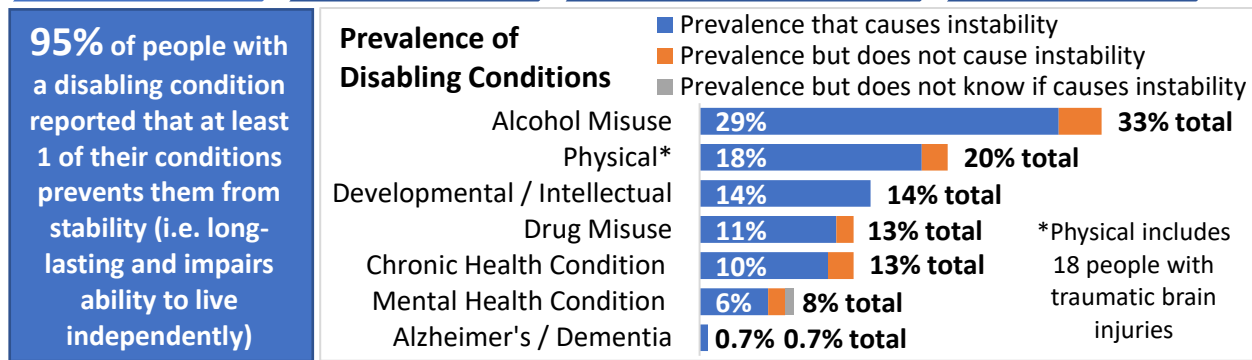 95% of people with
a disabling condition
reported that at least
1 of their conditions
prevents them from
stability (i.e. long-
lasting and impairs
ability to live
independently)
Prevalence of
Disabling Conditions
Prevalence that causes instability
Prevalence but does not cause instability
Prevalence but does not know if causes instability
Alcohol Misuse 29% 33% total
Physical* 18% 20% total
Developmental / Intellectual 14% 14% total
Drug Misuse 11% 13% total
Chronic Health Condition 10% 13% total
Mental Health Condition 6% 8% total
Alzheimer's / Dementia 0.7% 0.7% total
*Physical includes
18 people with
traumatic brain
injuries